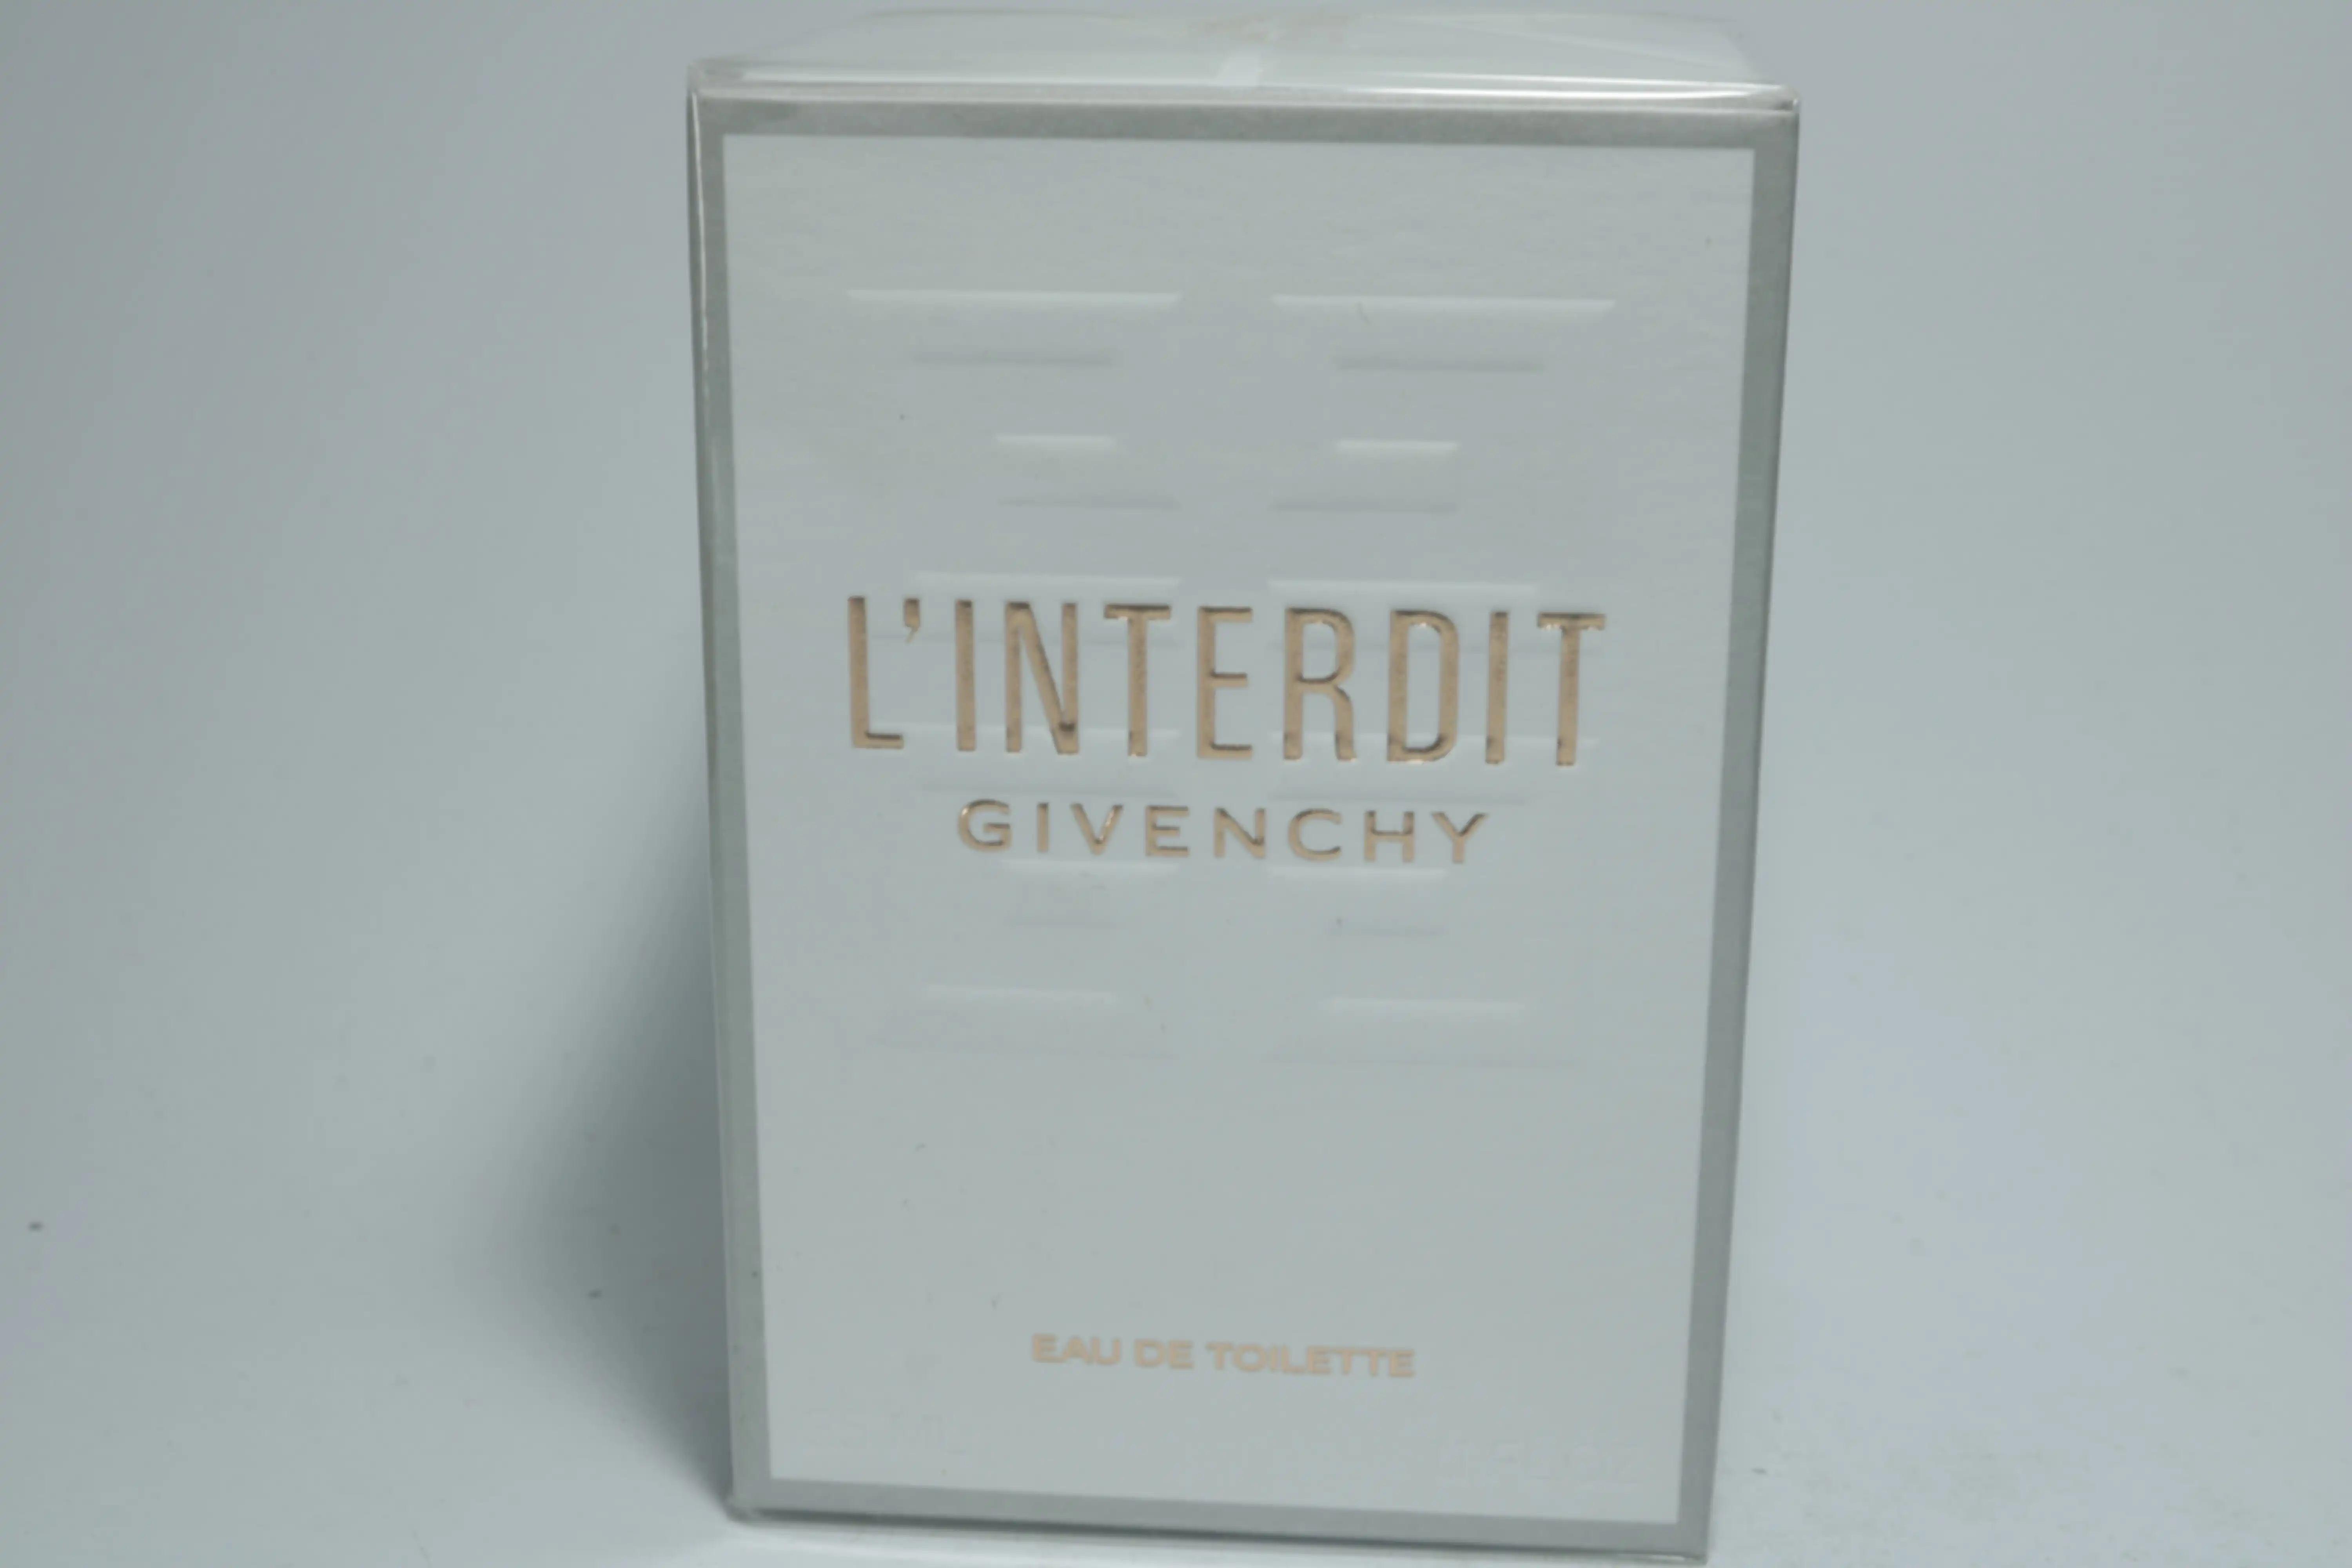 L'INTERDIT
GIVENCHY
EAU DE TOILETTE